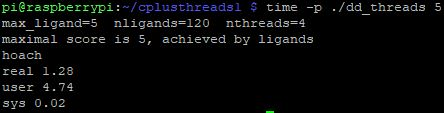 pi@raspberrypi:~/cplusthreads1 $ time -p ./dd_threads 5
max_ligand=5  nligands=120  nthreads=4
maximal score is 5, achieved by ligands
hoach
real 1.28
user 4.74
sys 0.02